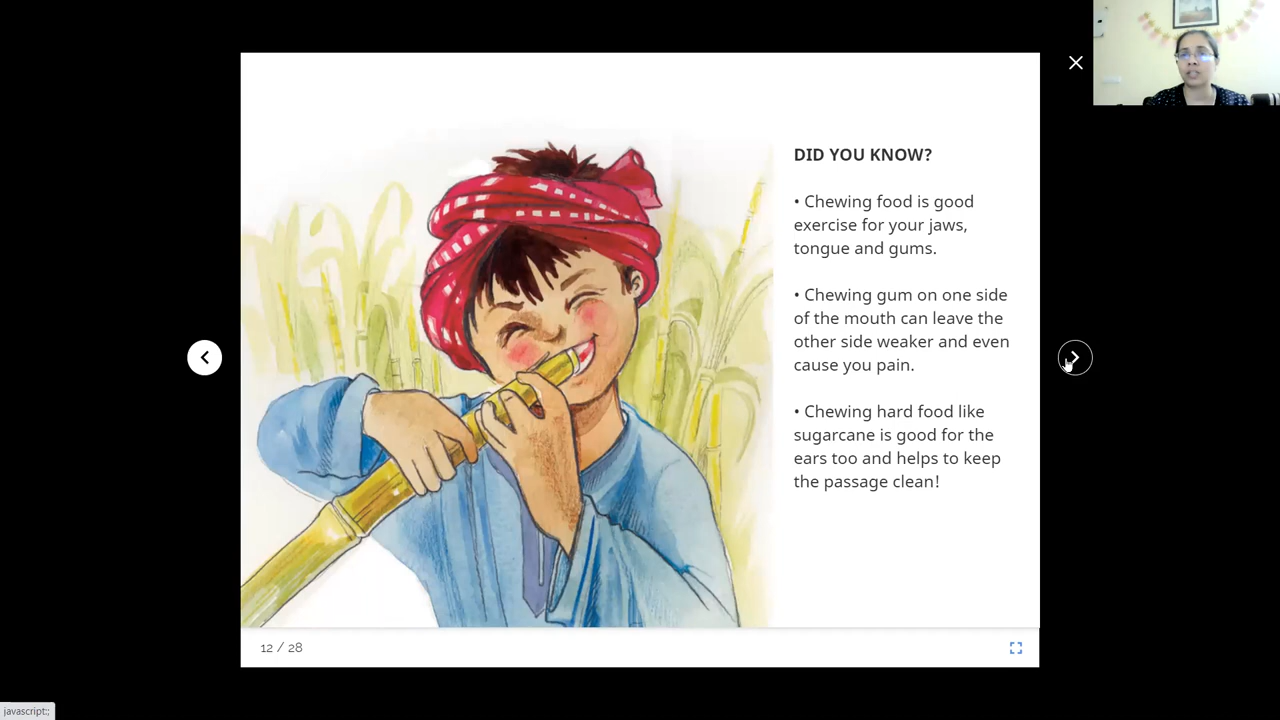 DID YOU KNOW?
• Chewing food is good
exercise for your jaws,
tongue and gums.
• Chewing gum on one side
of the mouth can leave the
other side weaker and even
cause you pain.
• Chewing hard food like
sugarcane is good for the
ears too and helps to keep
the passage clean!
12 / 28
javascript:;